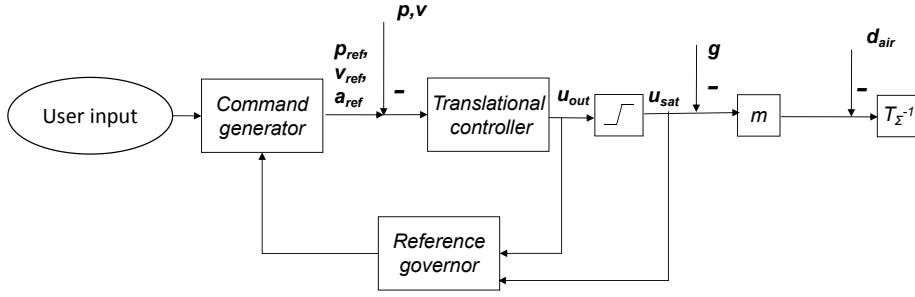 p,v
p_ref,
v_ref,
a_ref
User input
Command
generator
–
Translational
controller
u_out
u_sat
g
–
m
d_air
–
T_Σ^-1
Reference
governor